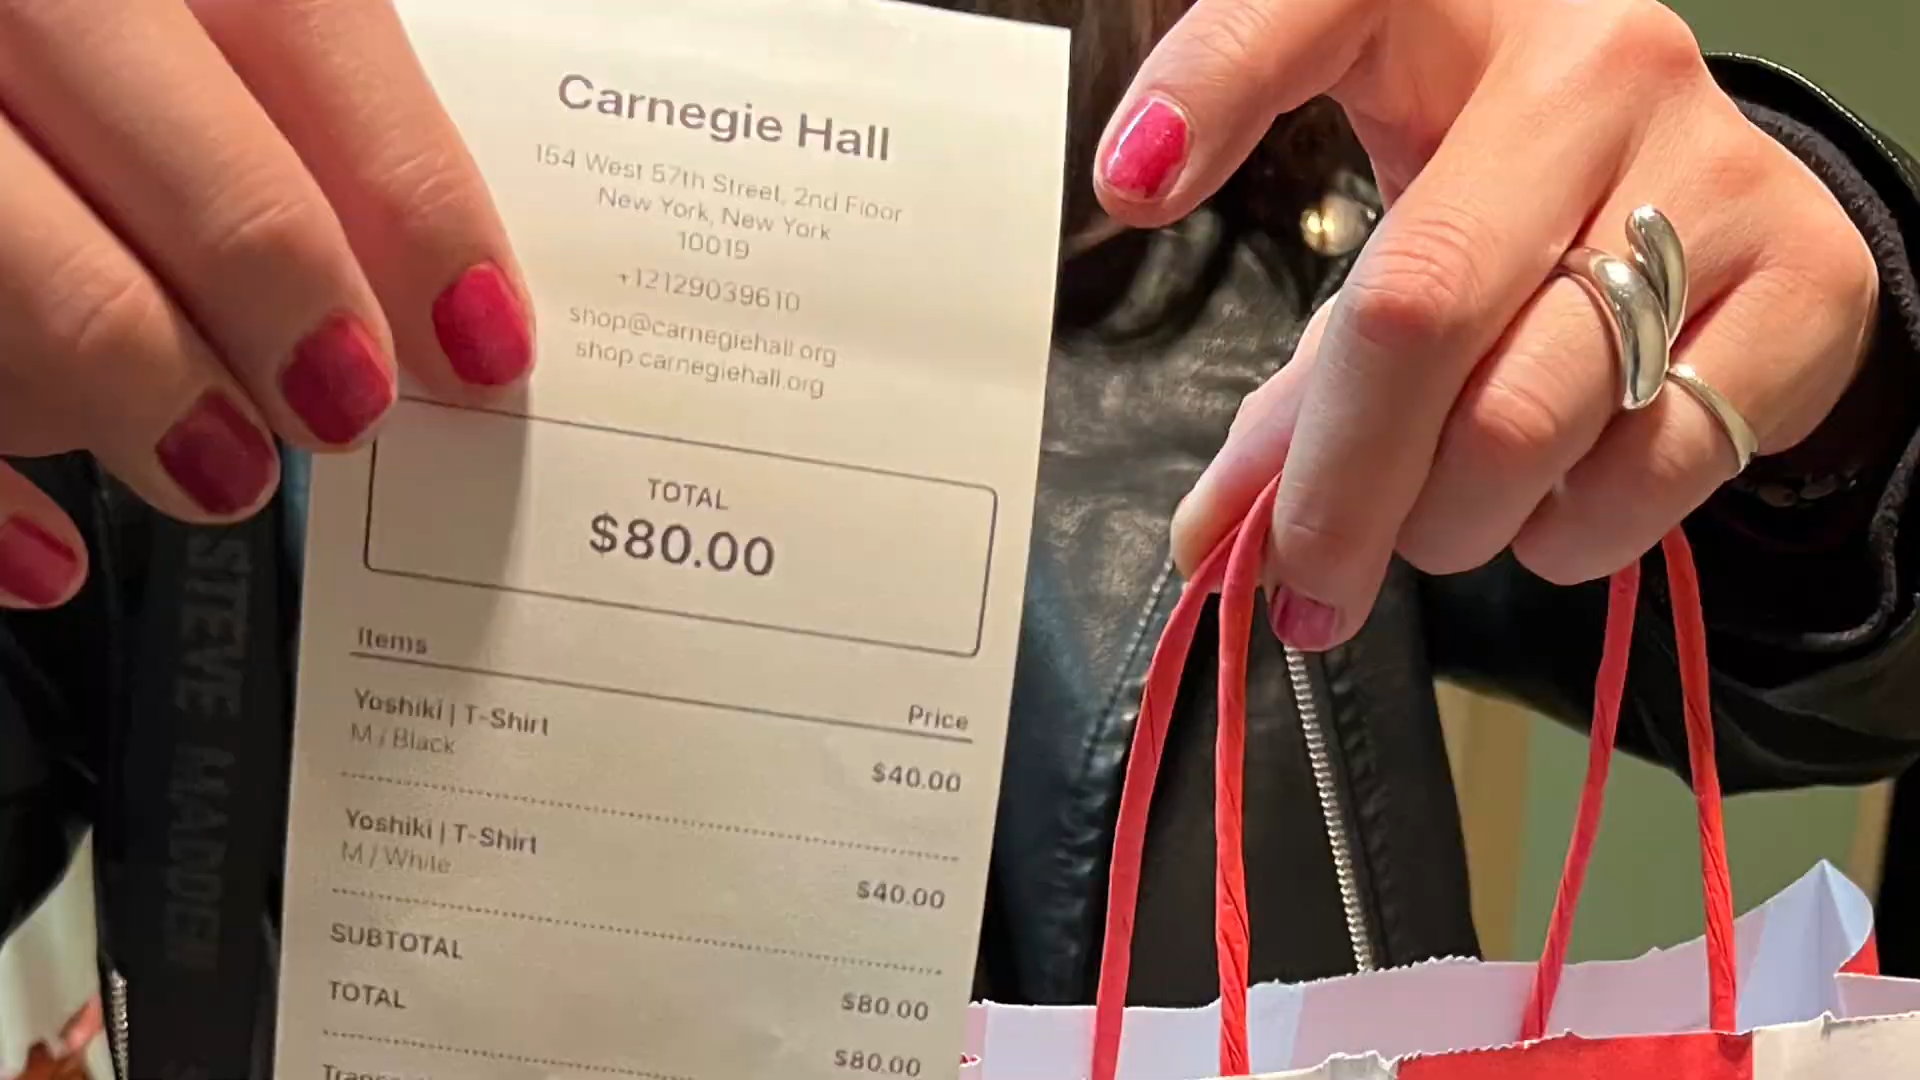 Carnegie Hall
154 West 57th Street, 2nd Floor
New York, New York
10019
+12129039610
shop@carnegiehall.org
shop.carnegiehall.org
TOTAL
$80.00
Items
Price
Yoshiki | T-Shirt
M / Black
$40.00
Yoshiki | T-Shirt
M / White
$40.00
SUBTOTAL
$80.00
TOTAL
$80.00
STEVE MADDEN